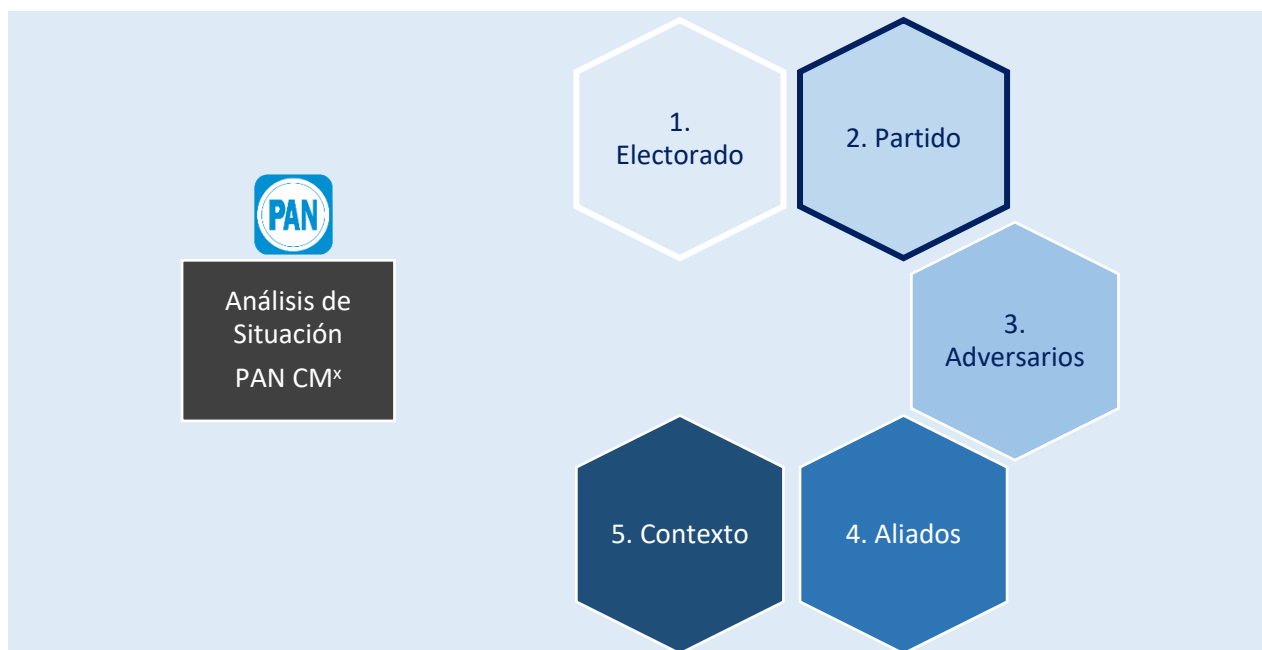 1.
Electorado
2. Partido
PAN
Análisis de
Situación
PAN CMˣ
3.
Adversarios
5. Contexto
4. Aliados